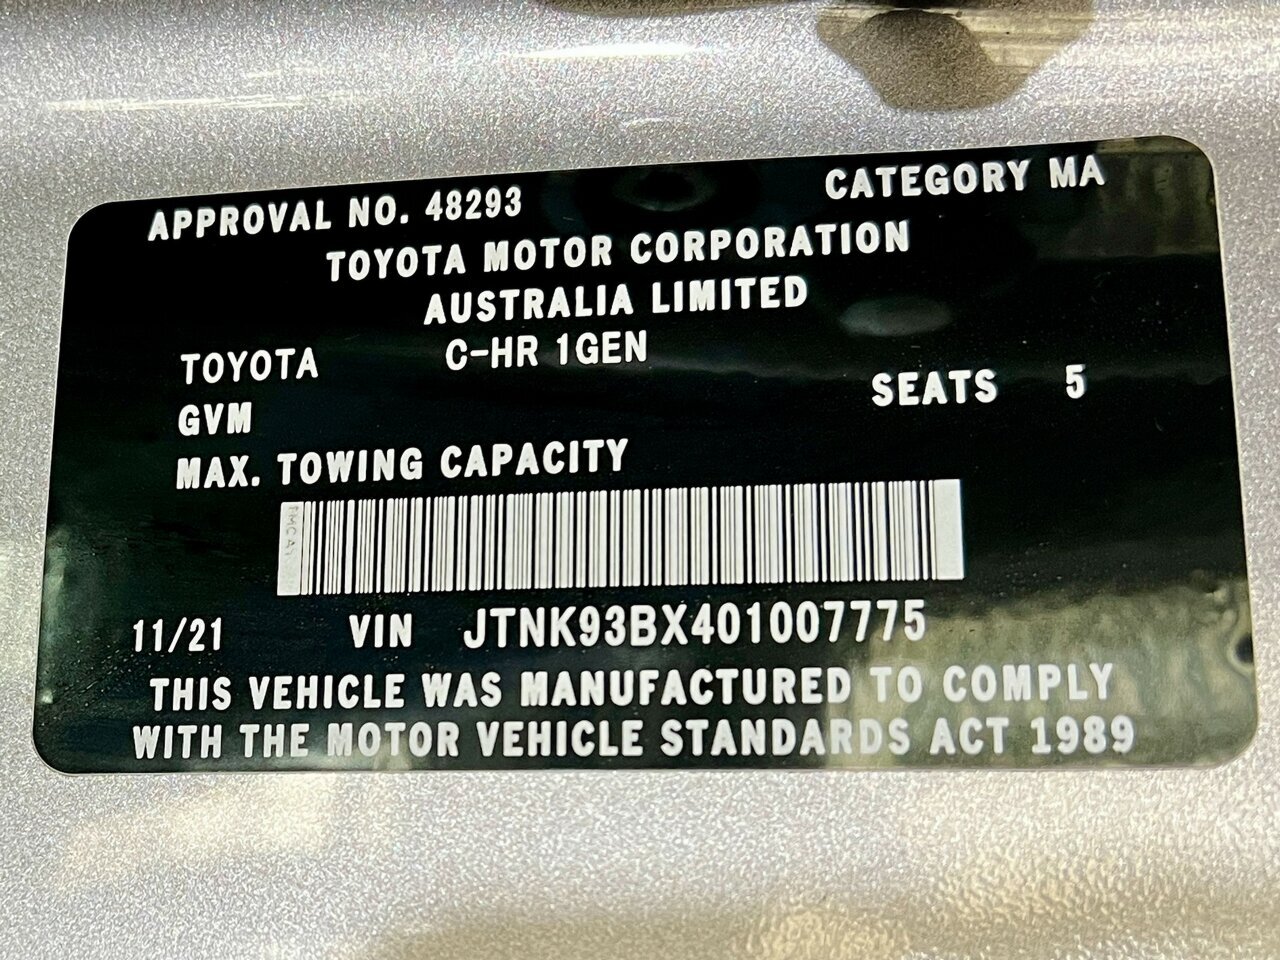 APPROVAL NO. 48293 CATEGORY MA
TOYOTA MOTOR CORPORATION
AUSTRALIA LIMITED
TOYOTA C-HR 1GEN
GVM SEATS 5
MAX. TOWING CAPACITY
11/21 VIN JTNK93BX401007775
THIS VEHICLE WAS MANUFACTURED TO COMPLY
WITH THE MOTOR VEHICLE STANDARDS ACT 1989